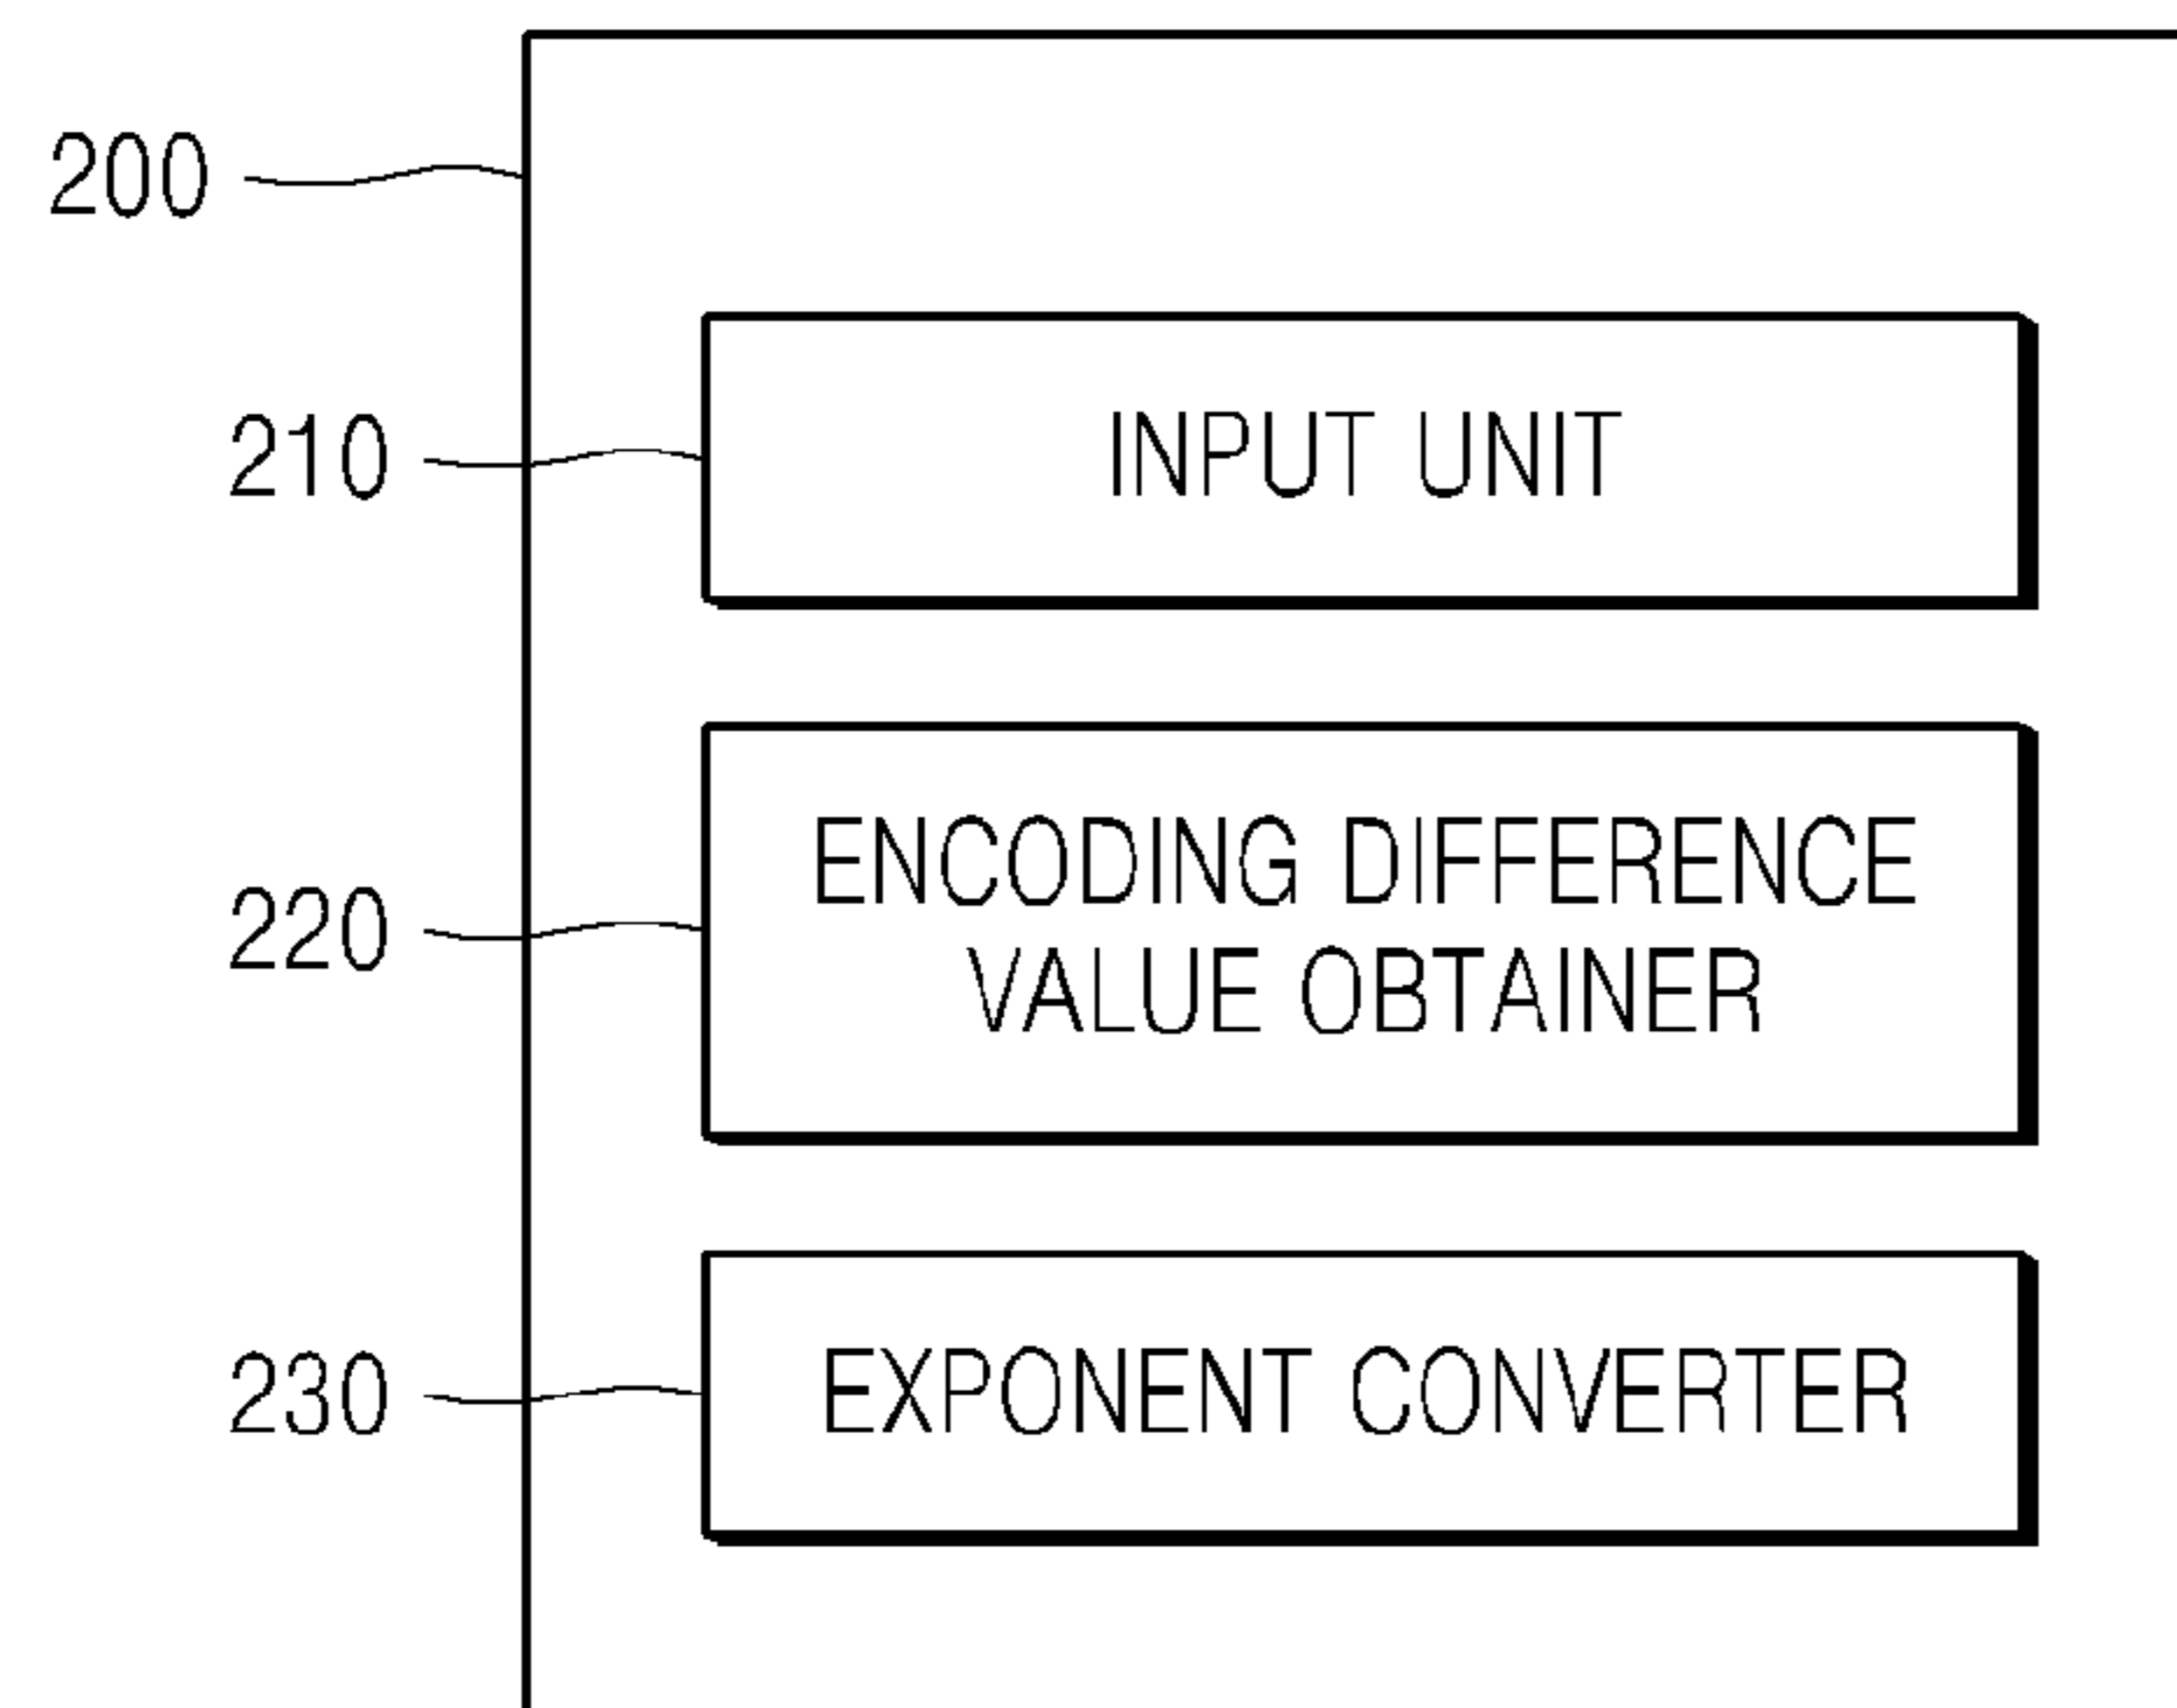 200
210
INPUT UNIT
220
ENCODING DIFFERENCE
VALUE OBTAINER
230
EXPONENT CONVERTER